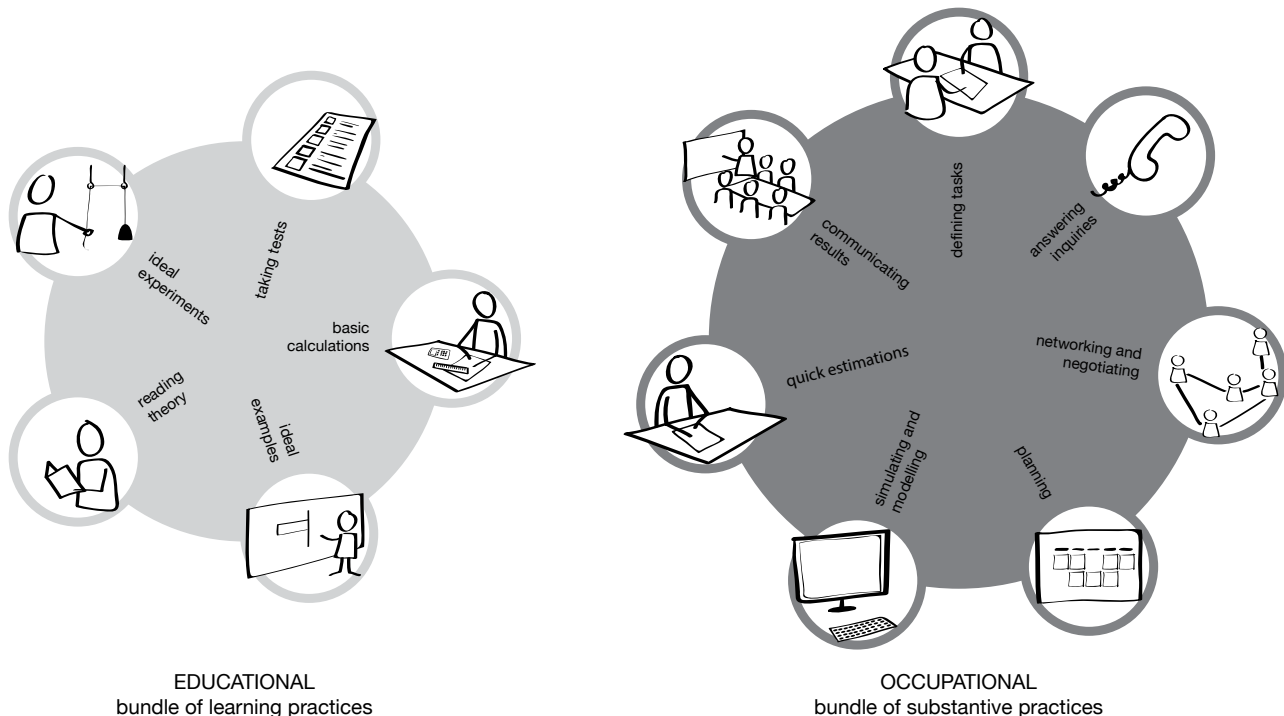 taking tests
ideal
experiments
basic
calculations
reading
theory
ideal
examples
EDUCATIONAL
bundle of learning practices
defining tasks
answering
inquiries
communicating
results
networking and
negotiating
quick estimations
simulating and
modelling
planning
OCCUPATIONAL
bundle of substantive practices